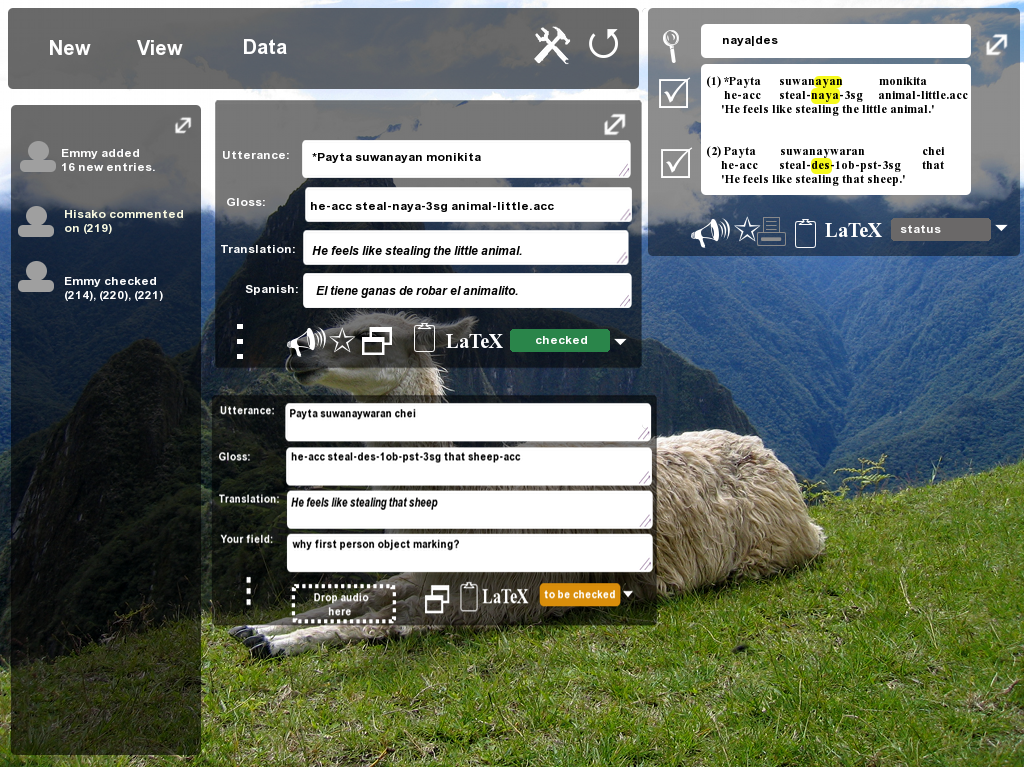 New View Data
Emmy added
16 new entries.
Hisako commented
on (219)
Emmy checked
(214), (220), (221)
Utterance: *Payta suwanayan monikita
Gloss: he-acc steal-naya-3sg animal-little.acc
Translation: He feels like stealing the little animal.
Spanish: El tiene ganas de robar el animalito.
LaTeX checked
Utterance: Payta suwanaywaran chei
Gloss: he-acc steal-des-1ob-pst-3sg that sheep-acc
Translation: He feels like stealing that sheep
Your field: why first person object marking?
Drop audio
here
LaTeX to be checked
naya|des
(1) *Payta suwanayan monikita
he-acc steal-naya-3sg animal-little.acc
'He feels like stealing the little animal.'
(2) Payta suwanaywaran chei
he-acc steal-des-1ob-pst-3sg that
'He feels like stealing that sheep.'
LaTeX status